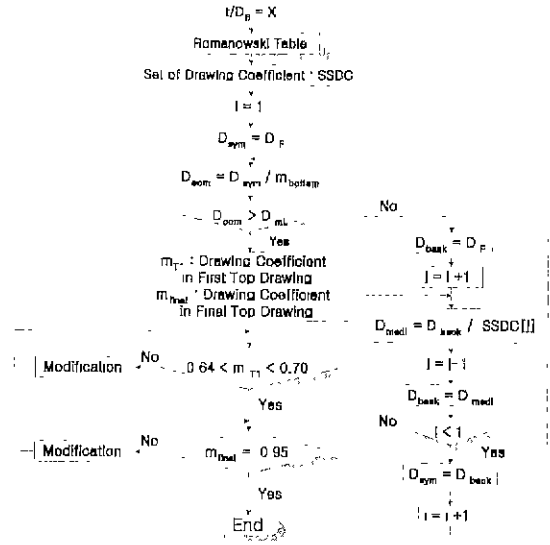 t/D_B = X
Romanowski Table
Set of Drawing Coefficient : SSDC
I = 1
D_sym = D_P
D_com = D_sym / m_bottom
D_com > D_mL
No
Yes
m_T1 : Drawing Coefficient
in First Top Drawing
m_final : Drawing Coefficient
in Final Top Drawing
D_back = D_P
j = i +1
D_medi = D_back / SSDC[j]
Modification
No
0.64 < m_T1 < 0.70
Yes
j = j-1
D_back = D_medi
No
j < 1
Yes
Modification
No
m_final = 0.95
Yes
D_sym = D_back
End
i = i +1